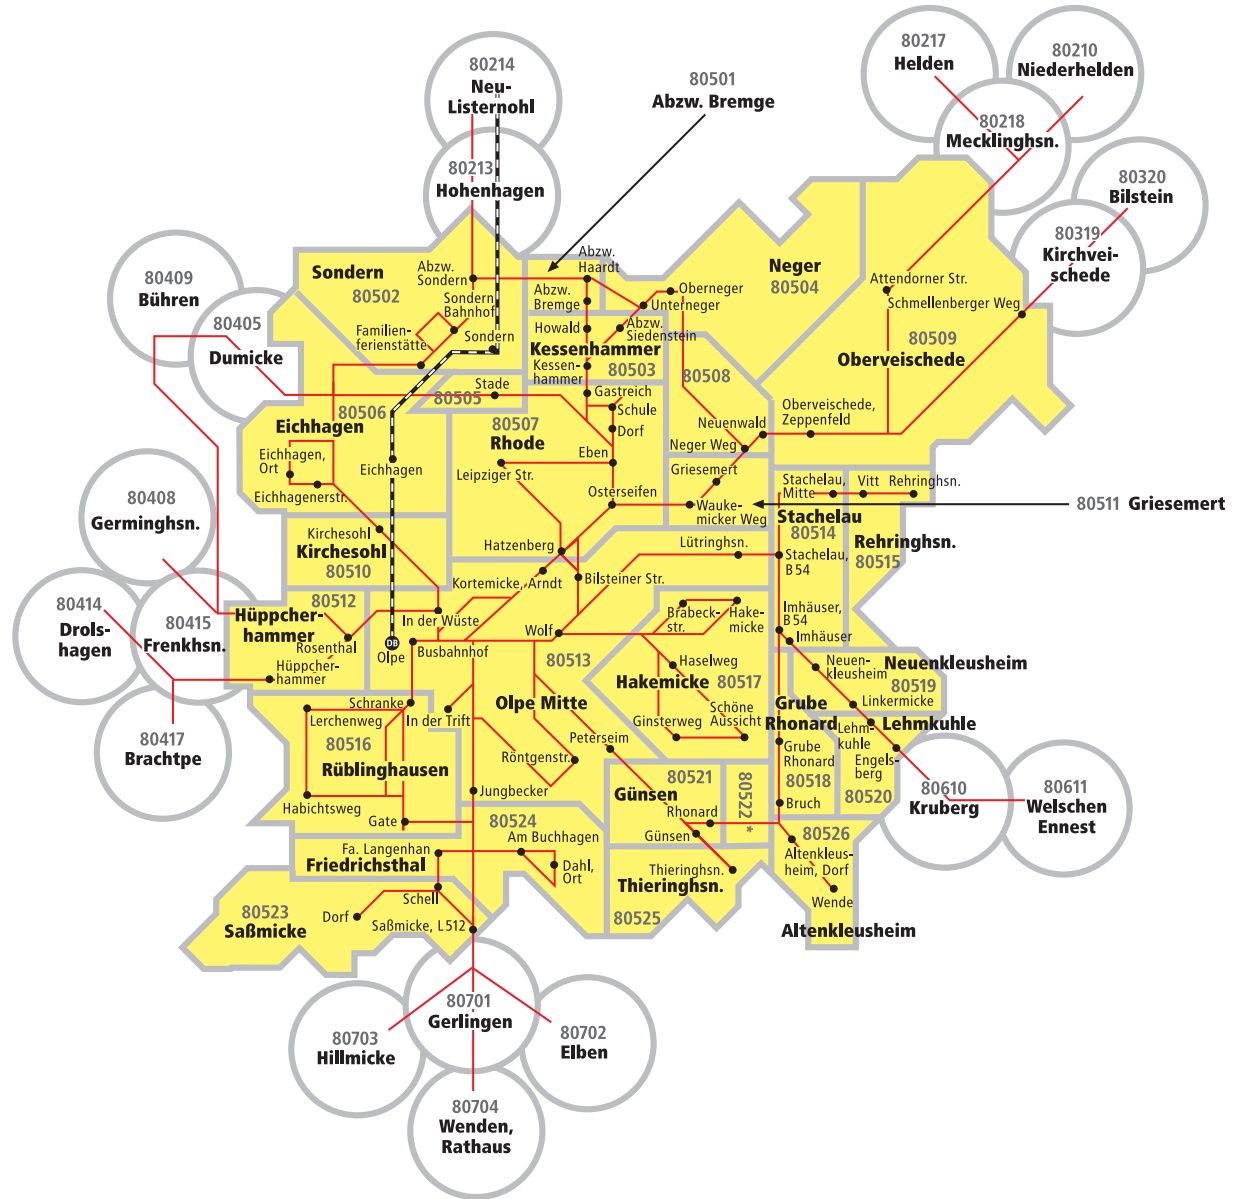 80217
Helden
80210
Niederhelden
80214
Neu-
Listernohl
80501
Abzw. Bremge
80218
Mecklinghsn.
80213
Hohenhagen
80320
Bilstein
80319
Kirchvei-
schede
80409
Bühren
Sondern
80502
Abzw.
Sondern
Sondern
Bahnhof
Familien-
ferienstätte
Sondern
Abzw.
Haardt
Abzw.
Bremge
Oberneger
Unterneger
Neger
80504
Attendorner Str.
Schmellenberger Weg
80509
Oberveischede
80405
Dumicke
Howald
Abzw.
Siedenstein
Kessenhammer
Kessen-
hammer
80503
80508
Stade
80505
Gastreich
Schule
Dorf
Eben
80506
Eichhagen
Eichhagen,
Ort
Eichhagenerstr.
Eichhagen
80507
Rhode
Leipziger Str.
Oberveischede,
Zeppenfeld
Neuenwald
Neger Weg
Griesemert
Osterseifen
Wauke-
micker Weg
80511 Griesemert
Stachelau,
Mitte
Vitt
Rehringhsn.
Stachelau
80514
Rehringhsn.
80515
Stachelau,
B54
80408
Germinghsn.
Kirchesohl
Kirchesohl
80510
Hatzenberg
Lütringhsn.
Kortemicke, Arndt
Bilsteiner Str.
80414
Drols-
hagen
80415
Frenkhsn.
80512
Hüppcher-
hammer
Rosenthal
Hüppcher-
hammer
In der Wüste
DB
Olpe
Busbahnhof
Wolf
80513
Olpe Mitte
Brabeck-
str.
Hake-
micke
Haselweg
Hakemicke
80517
Schöne
Aussicht
Ginsterweg
Imhäuser,
B54
Imhäuser
Neuen-
kleusheim
Neuenkleusheim
80519
Linkermicke
Grube
Rhonard
Lehmkuhle
Lehm-
kuhle
Engels-
berg
Grube
Rhonard
80518
80520
Bruch
80417
Brachtpe
Schranke
Lerchenweg
In der Trift
80516
Rüblinghausen
Habichtsweg
Gate
Röntgenstr.
Peterseim
Jungbecker
80521
Günsen
80522 *
Rhonard
Günsen
80610
Kruberg
80611
Welschen
Ennest
80524
Am Buchhagen
Fa. Langenhan
Friedrichsthal
Dahl,
Ort
Schell
Thieringhsn.
Thieringhsn.
80525
80526
Altenkleus-
heim, Dorf
Wende
Altenkleusheim
80523
Saßmicke
Dorf
Saßmicke, L512
80701
Gerlingen
80703
Hillmicke
80702
Elben
80704
Wenden,
Rathaus